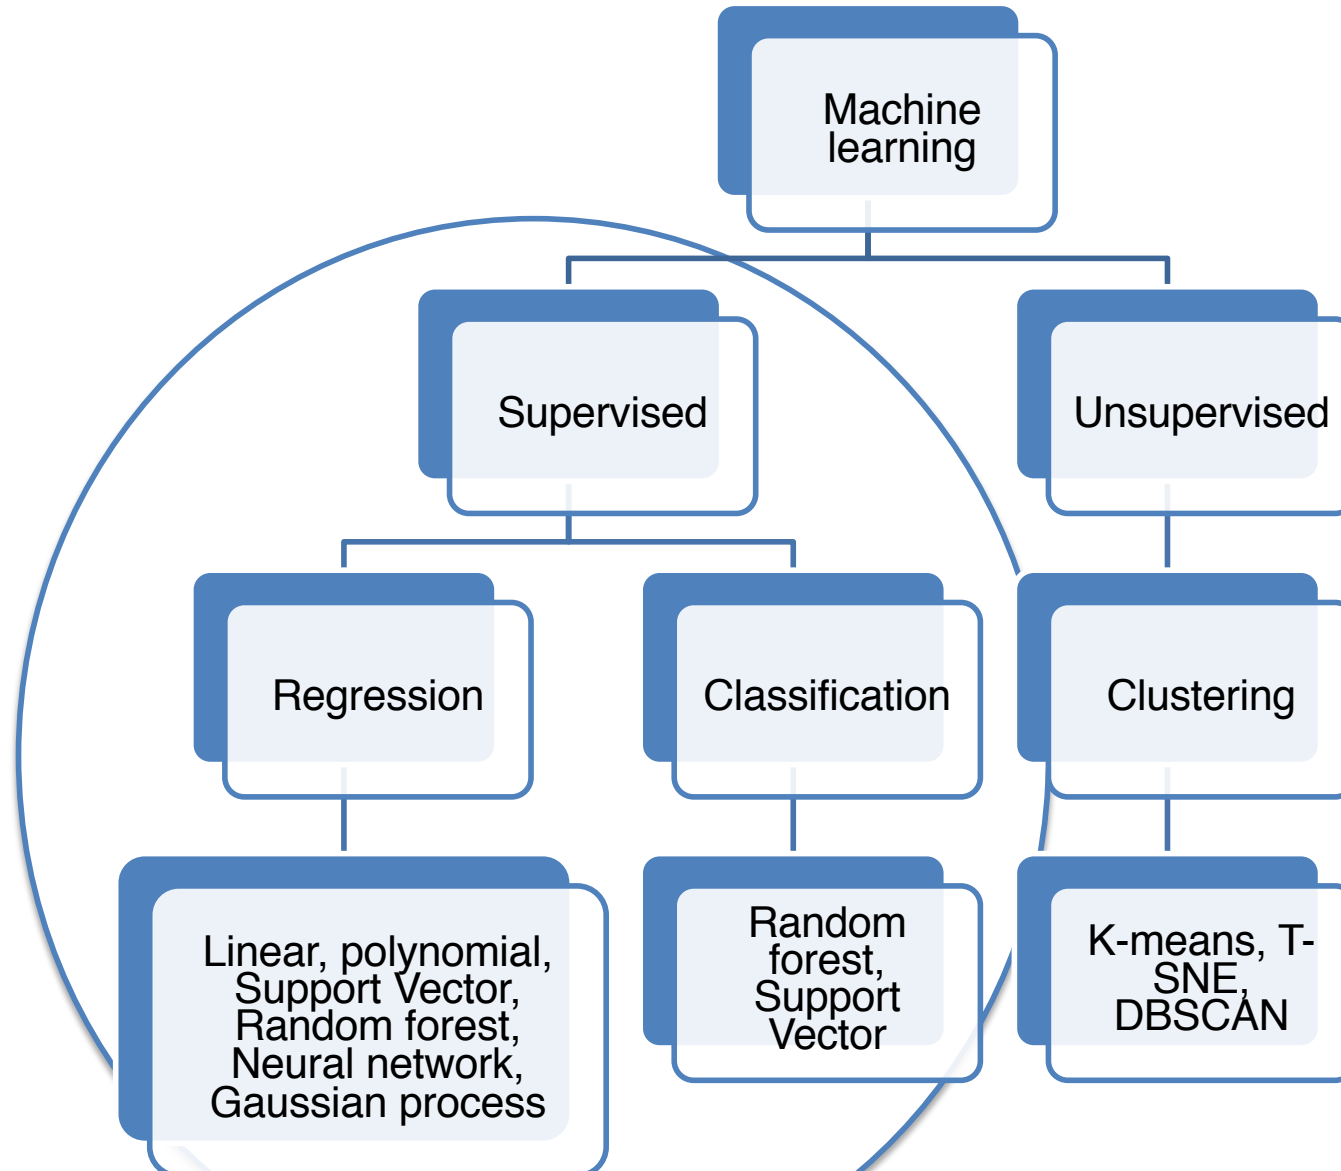 Machine
learning
Supervised
Unsupervised
Regression
Classification
Clustering
Linear, polynomial,
Support Vector,
Random forest,
Neural network,
Gaussian process
Random
forest,
Support
Vector
K-means, T-
SNE,
DBSCAN